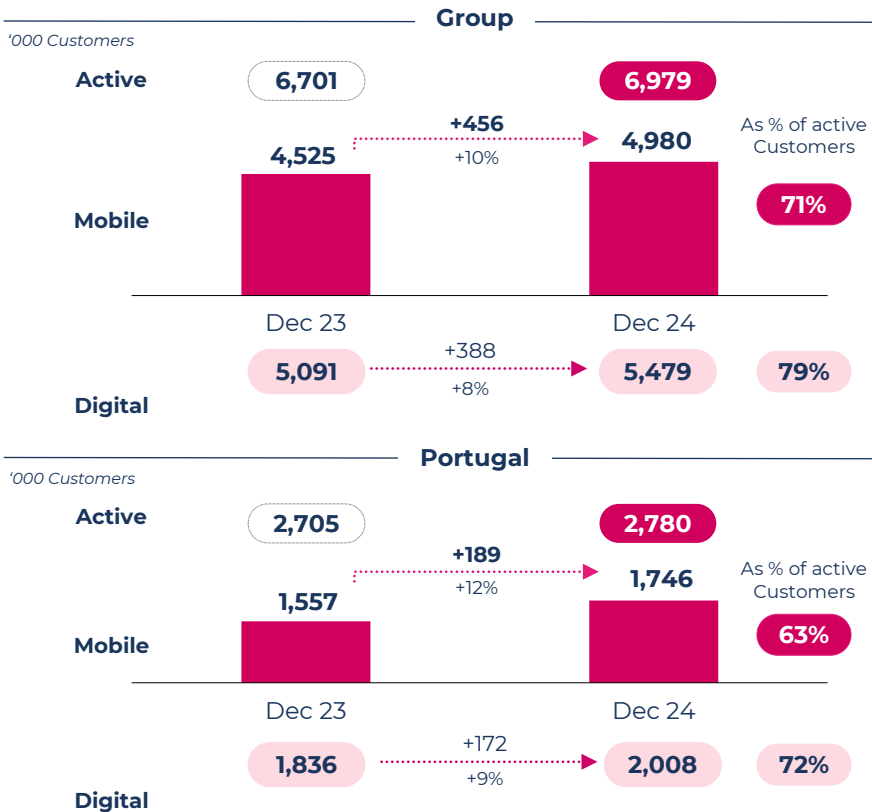 Group
‘000 Customers
Active
6,701
6,979
+456
+10%
As % of active
Customers
4,525
4,980
Mobile
71%
Dec 23
Dec 24
+388
+8%
5,091
5,479
79%
Digital
Portugal
‘000 Customers
Active
2,705
2,780
+189
+12%
As % of active
Customers
1,557
1,746
Mobile
63%
Dec 23
Dec 24
+172
+9%
1,836
2,008
72%
Digital